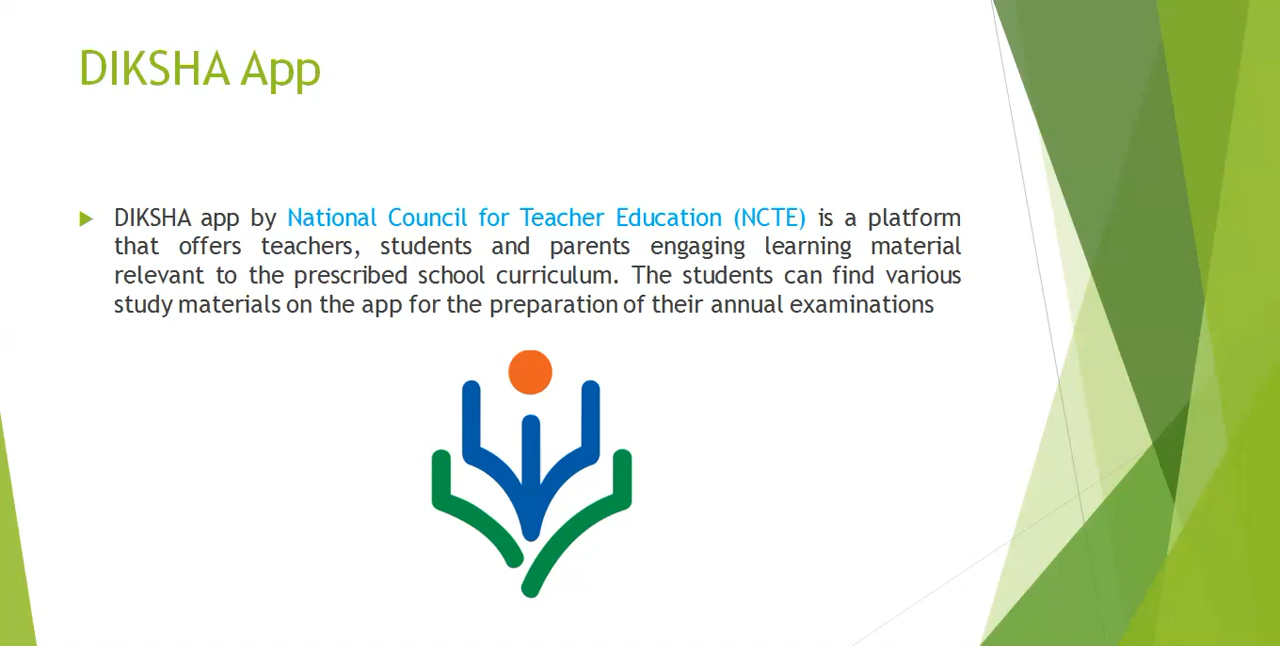 DIKSHA App
DIKSHA app by National Council for Teacher Education (NCTE) is a platform
that offers teachers, students and parents engaging learning material
relevant to the prescribed school curriculum. The students can find various
study materials on the app for the preparation of their annual examinations